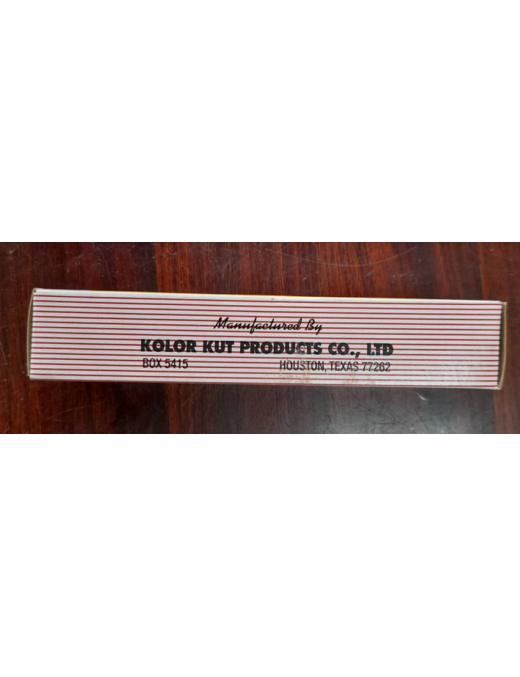 Manufactured By
KOLOR KUT PRODUCTS CO., LTD
BOX 5415 HOUSTON, TEXAS 77262